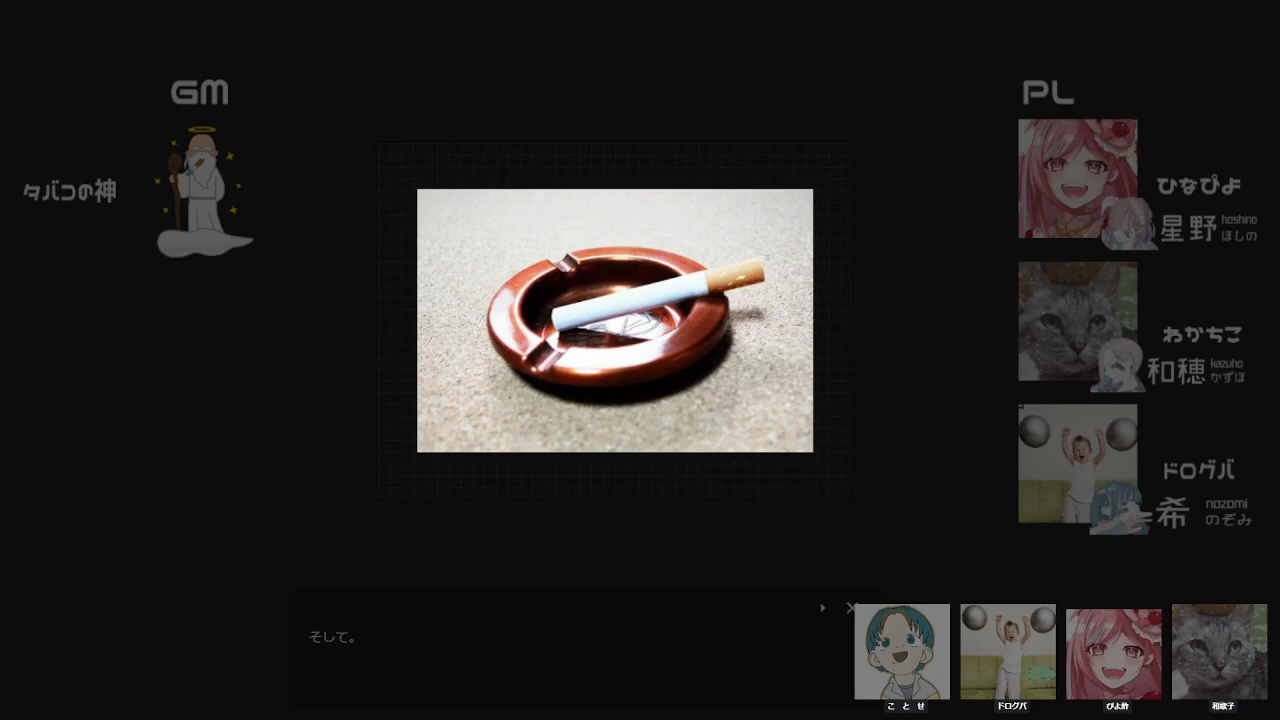 GM
タバコの神
PL
ひなぴよ
星野
hoshino
ほしの
わかちこ
和穂
kazuho
かずほ
ドログバ
希
nozomi
のぞみ
そして。
こ と せ
ドログバ
ぴよ酢
和歌子